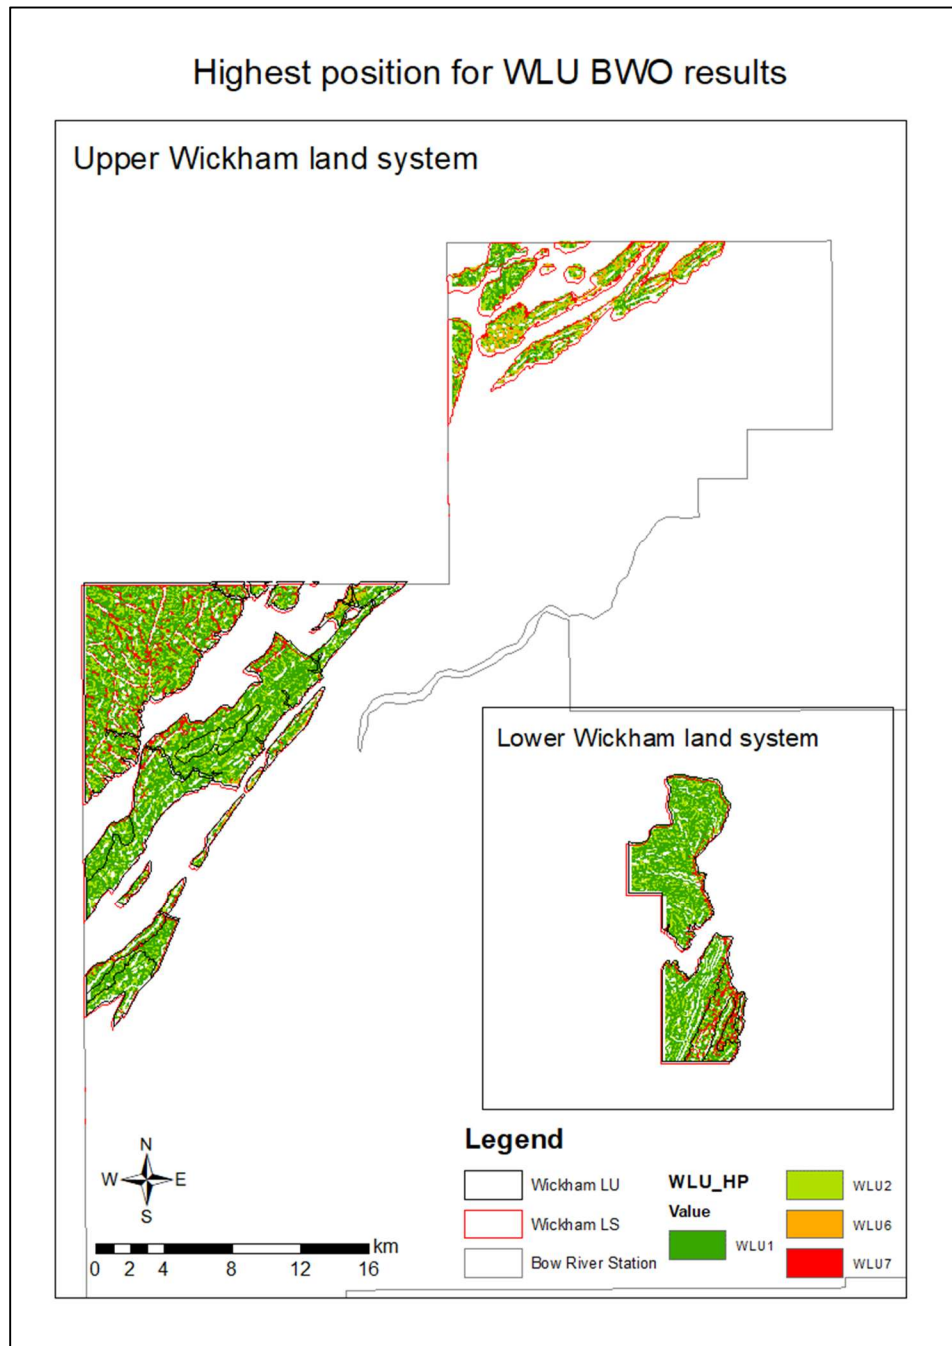 Highest position for WLU BWO results
Upper Wickham land system
Lower Wickham land system
N
W E
S
km
0 2 4 8 12 16
Legend
Wickham LU
Wickham LS
Bow River Station
WLU_HP
Value
WLU1
WLU2
WLU6
WLU7